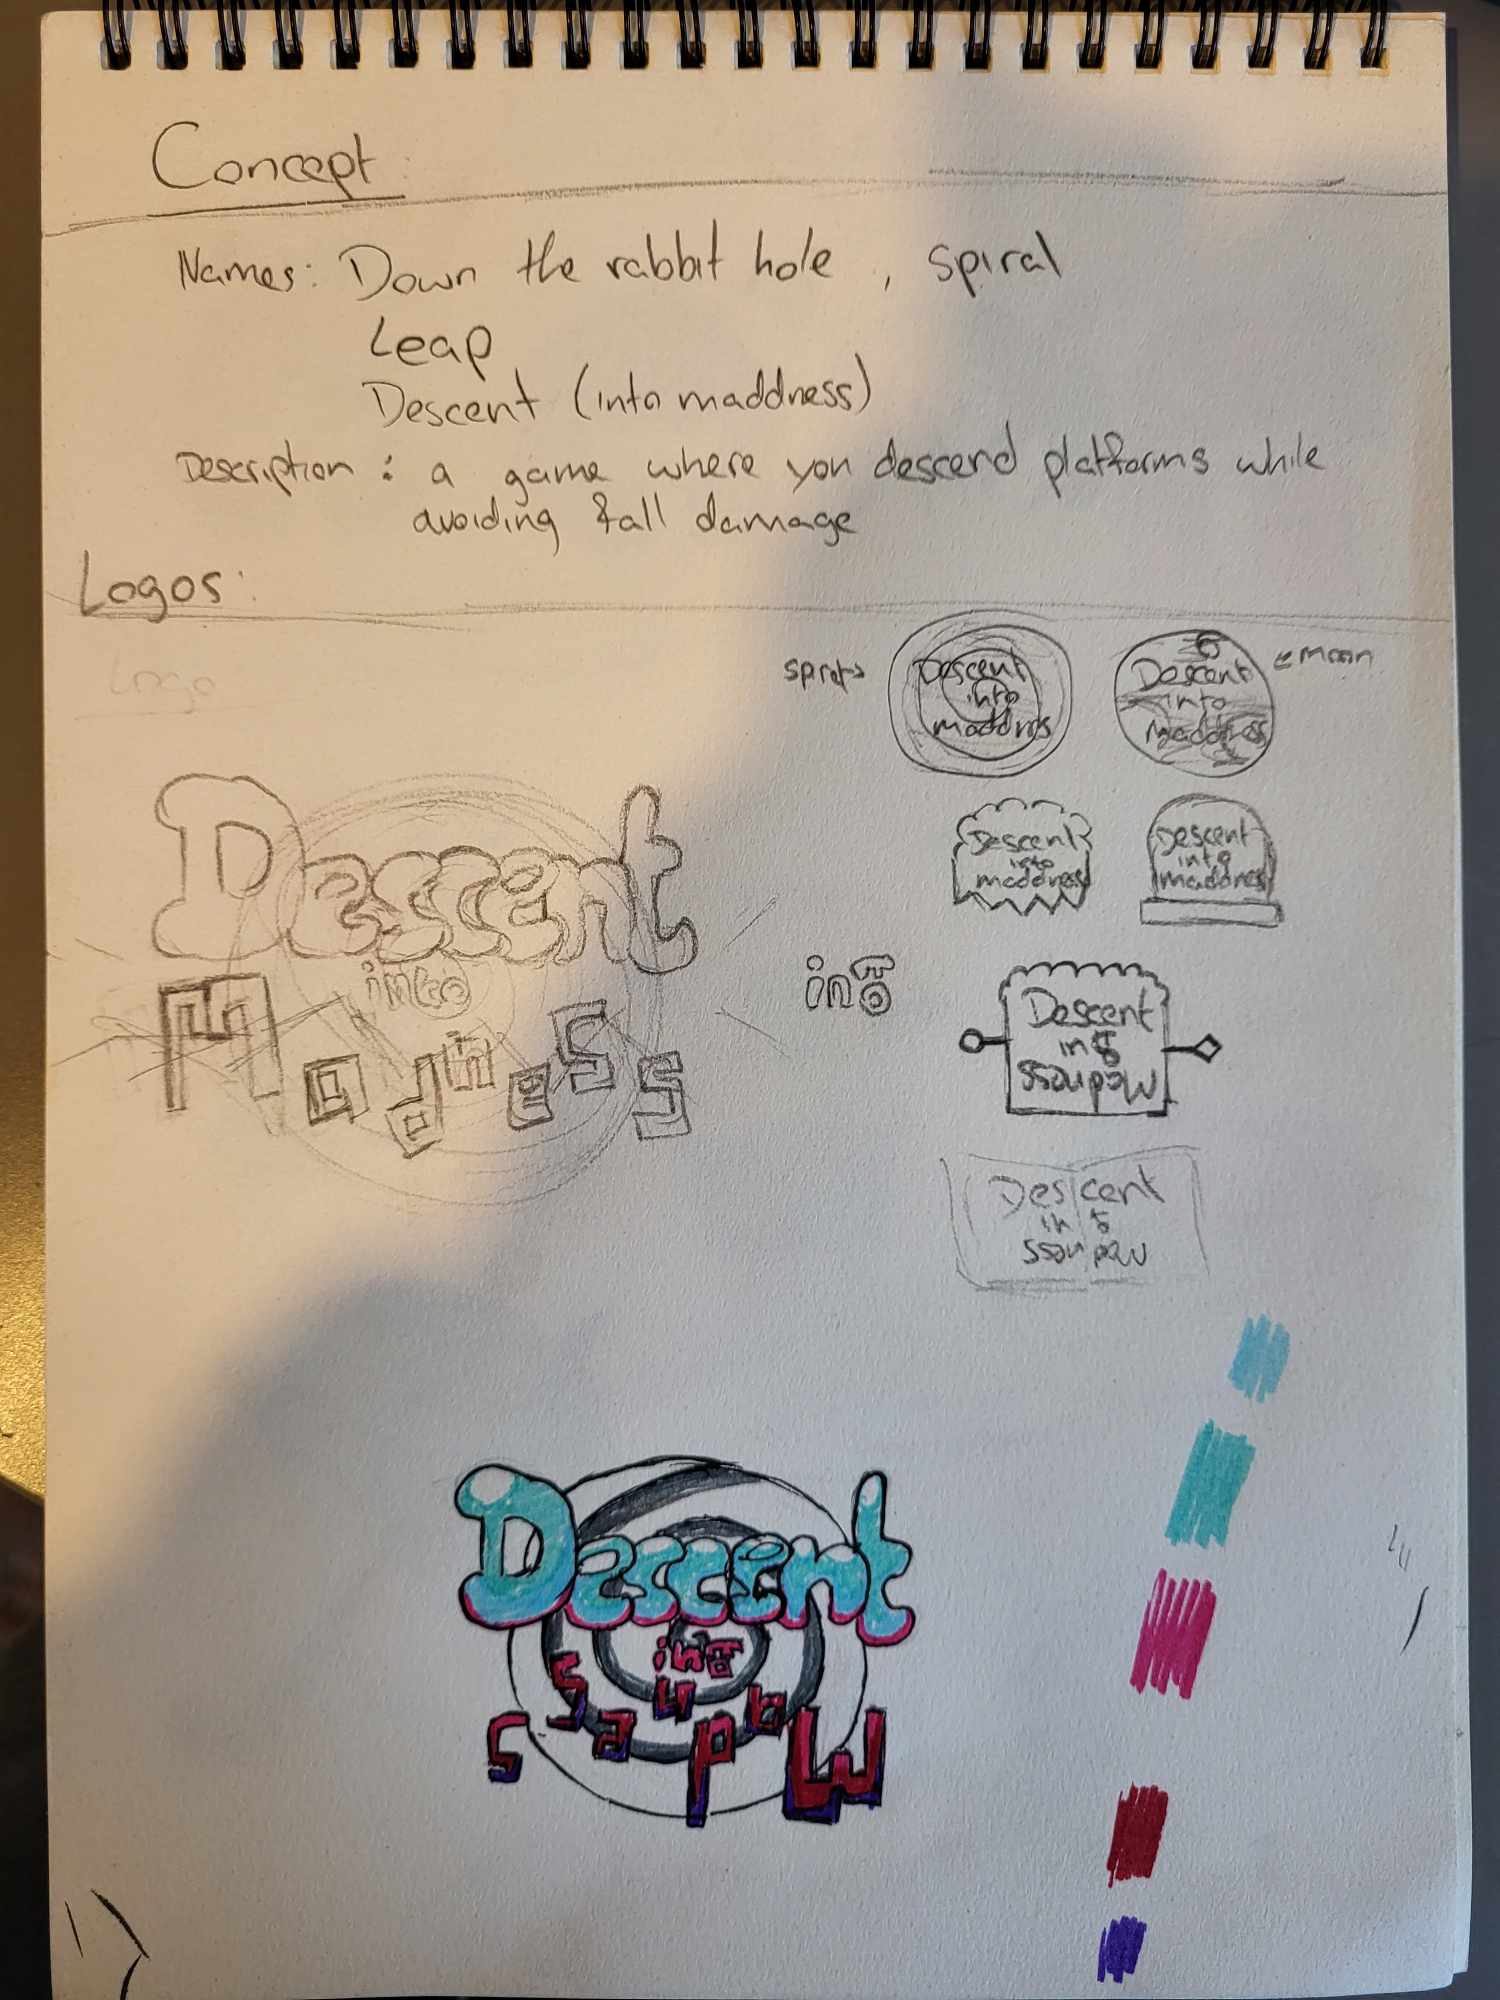 Concept:
Names: Down the rabbit hole, spiral
Leap
Descent (into maddness)
Description: a game where you descend platforms while
avoiding fall damage
Logos:
Logo
Descent
into
maddnes
← moon
Descent
into
maddness
Descent
into
Madness
Descent
into
maddness
Descent
into
maddness
into
Descent
into
Madness
Descent
into
Madness
Descent
into
Madness